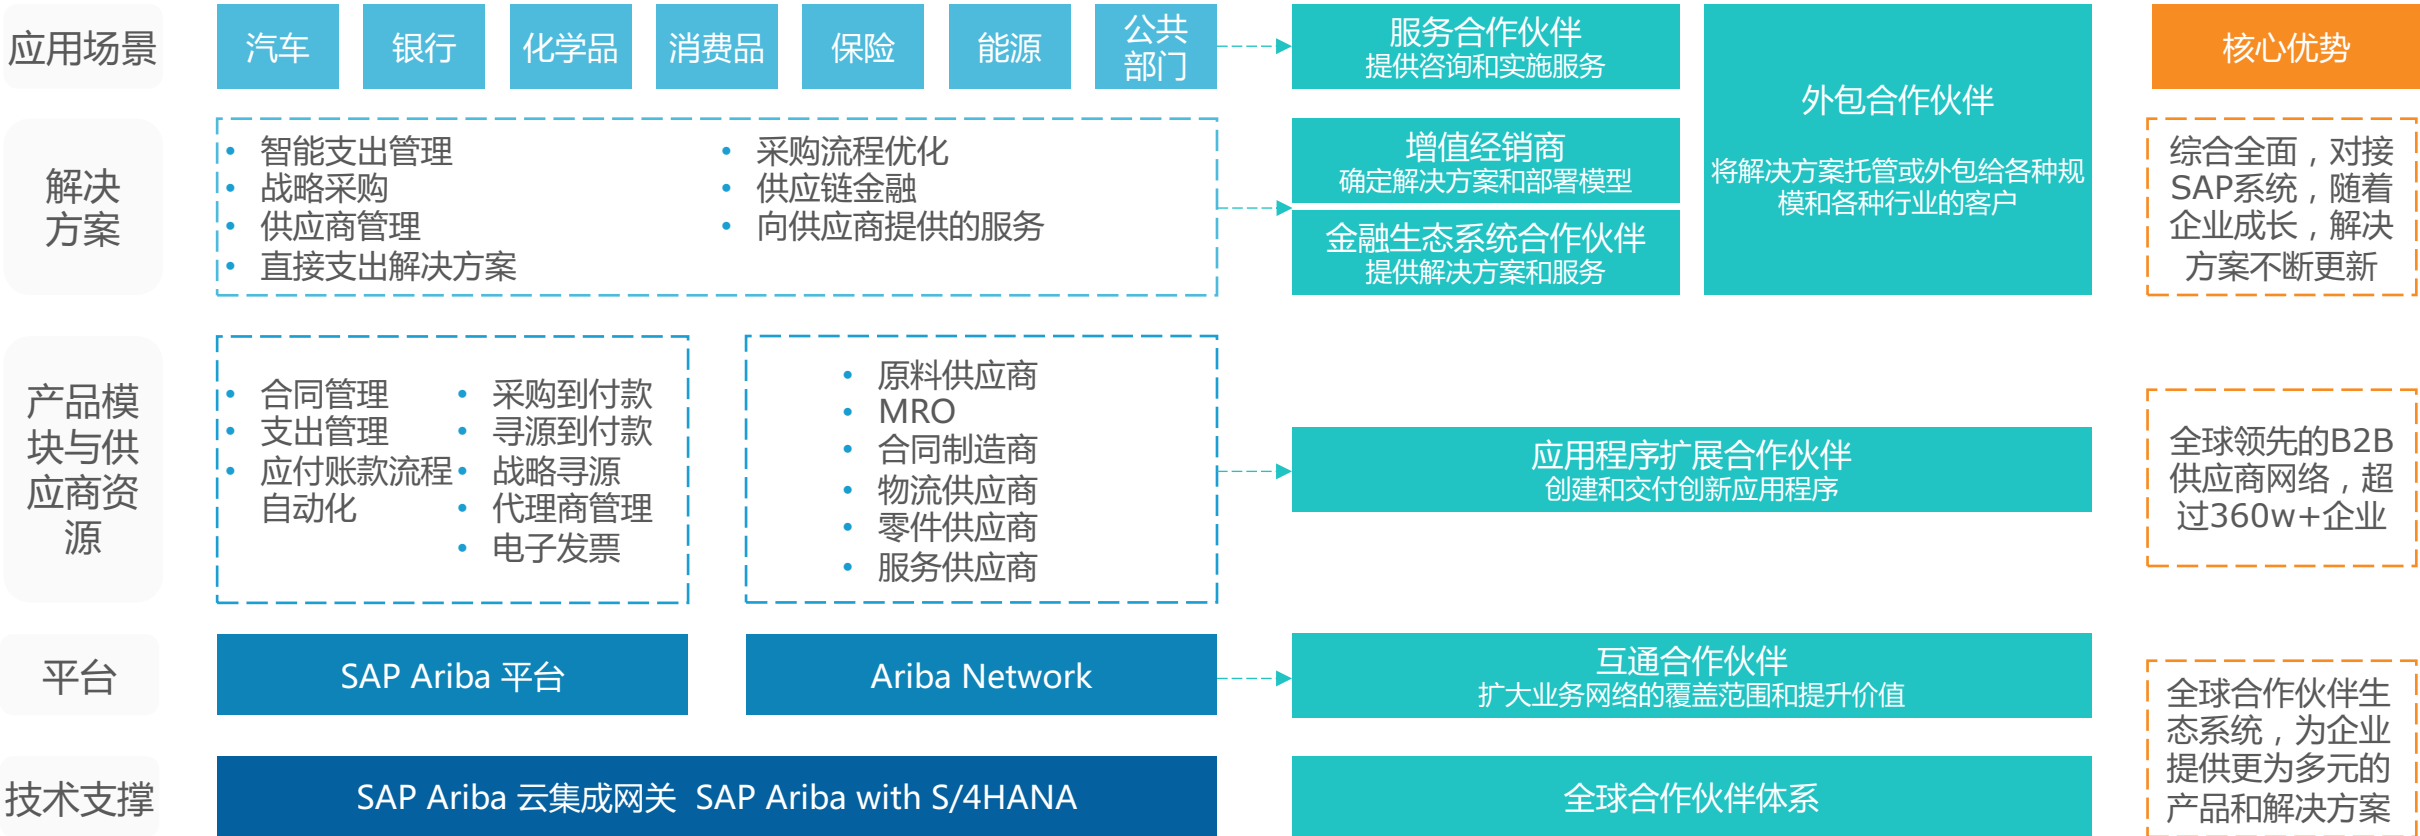 应用场景
汽车
银行
化学品
消费品
保险
能源
公共
部门
服务合作伙伴
提供咨询和实施服务
外包合作伙伴
将解决方案托管或外包给各种规
模和各种行业的客户
核心优势
解决
方案
• 智能支出管理
• 战略采购
• 供应商管理
• 直接支出解决方案
• 采购流程优化
• 供应链金融
• 向供应商提供的服务
增值经销商
确定解决方案和部署模型
金融生态系统合作伙伴
提供解决方案和服务
综合全面，对接
SAP系统，随着
企业成长，解决
方案不断更新
产品模
块与供
应商资
源
• 合同管理
• 支出管理
• 应付账款流程
自动化
• 采购到付款
• 寻源到付款
• 战略寻源
• 代理商管理
• 电子发票
• 原料供应商
• MRO
• 合同制造商
• 物流供应商
• 零件供应商
• 服务供应商
应用程序扩展合作伙伴
创建和交付创新应用程序
全球领先的B2B
供应商网络，超
过360w+企业
平台
SAP Ariba 平台
Ariba Network
互通合作伙伴
扩大业务网络的覆盖范围和提升价值
全球合作伙伴生
态系统，为企业
提供更为多元的
产品和解决方案
技术支撑
SAP Ariba 云集成网关 SAP Ariba with S/4HANA
全球合作伙伴体系